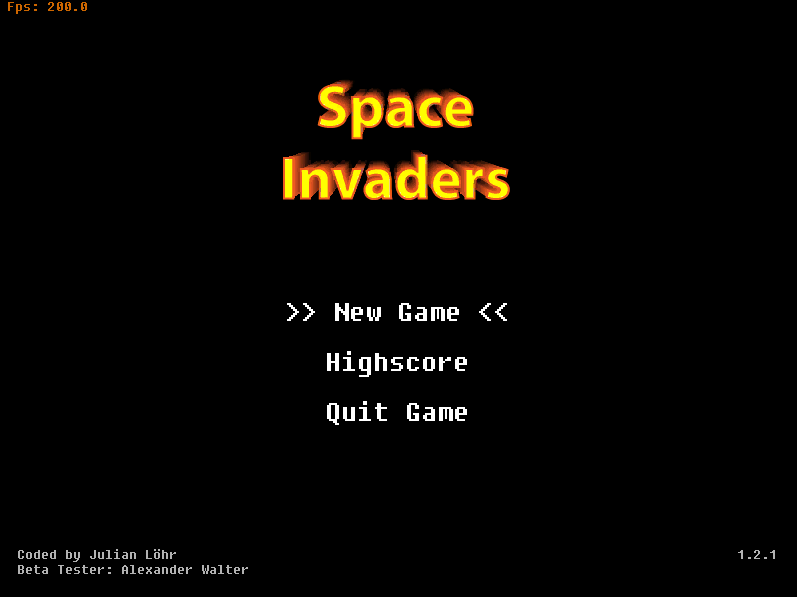 Fps: 200.0
Space
Invaders
>> New Game <<
Highscore
Quit Game
Coded by Julian Löhr
1.2.1
Beta Tester: Alexander Walter